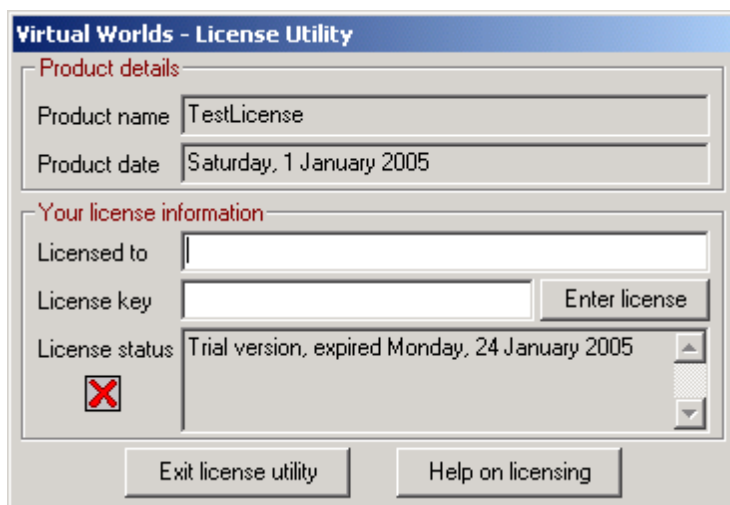 Virtual Worlds - License Utility
Product details
Product name TestLicense
Product date Saturday, 1 January 2005
Your license information
Licensed to
License key Enter license
License status Trial version, expired Monday, 24 January 2005
Exit license utility Help on licensing